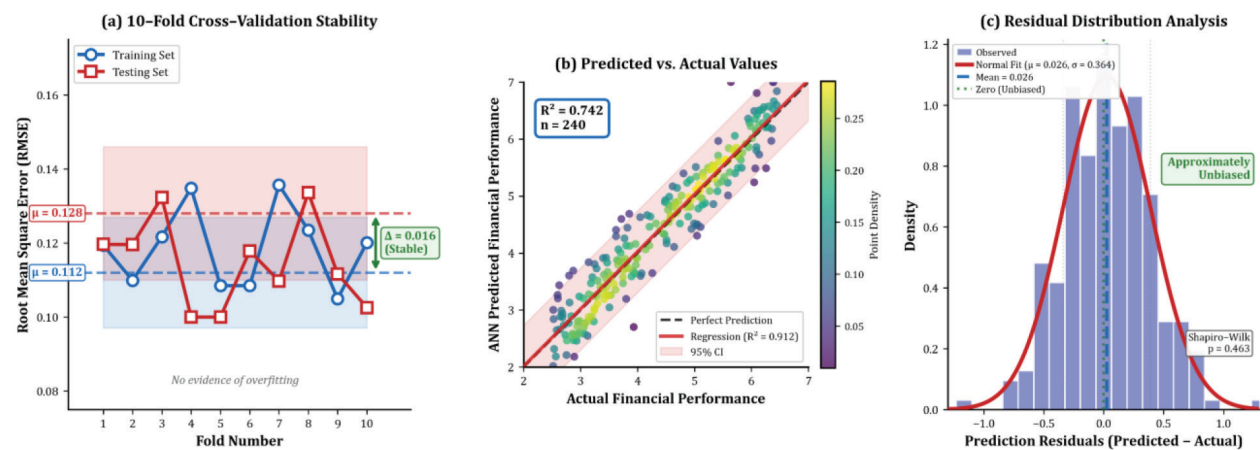 (a) 10–Fold Cross–Validation Stability
Training Set
Testing Set
Root Mean Square Error (RMSE)
0.16
0.14
0.12
0.10
0.08
μ = 0.128
μ = 0.112
Δ = 0.016
(Stable)
No evidence of overfitting
1 2 3 4 5 6 7 8 9 10
Fold Number
(b) Predicted vs. Actual Values
R² = 0.742
n = 240
ANN Predicted Financial Performance
7
6
5
4
3
2
Perfect Prediction
Regression (R² = 0.912)
95% CI
2 3 4 5 6 7
Actual Financial Performance
0.25
0.20
0.15
0.10
0.05
Point Density
(c) Residual Distribution Analysis
Observed
Normal Fit (μ = 0.026, σ = 0.364)
Mean = 0.026
Zero (Unbiased)
Density
1.2
1.0
0.8
0.6
0.4
0.2
0.0
Approximately
Unbiased
Shapiro–Wilk
p = 0.463
−1.0 −0.5 0.0 0.5 1.0
Prediction Residuals (Predicted − Actual)